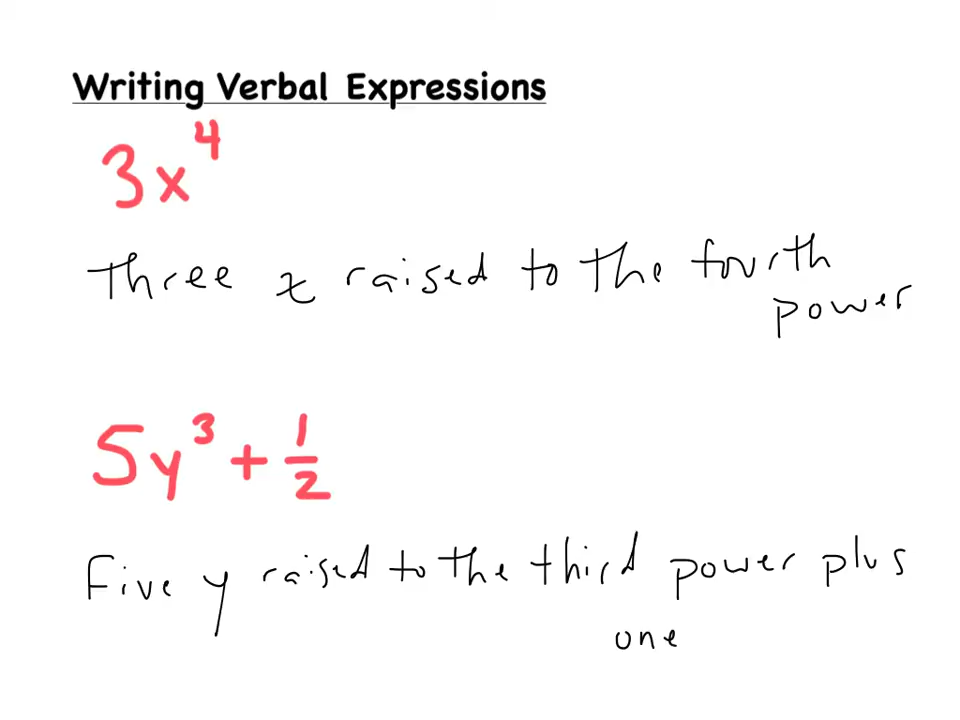 Writing Verbal Expressions
3x⁴
Three x raised to the fourth
power
5y³ + 1/2
Five y raised to the third power plus
one